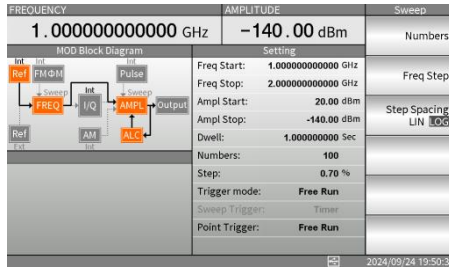 FREQUENCY
1.000000000000 GHz
AMPLITUDE
-140.00 dBm
MOD Block Diagram
Int
Int
Int
Ref
FMΦM
Pulse
Sweep
Int
Sweep
FREQ
I/Q
AMPL
Output
Ref
AM
ALC
Ext
Int
Setting
Freq Start: 1.000000000000 GHz
Freq Stop: 2.000000000000 GHz
Ampl Start: 20.00 dBm
Ampl Stop: -140.00 dBm
Dwell: 1.000000000 Sec
Numbers: 100
Step: 0.70 %
Trigger mode: Free Run
Sweep Trigger: Timer
Point Trigger: Free Run
Sweep
Numbers
Freq Step
Step Spacing
LIN LOG
2024/09/24 19:50:3